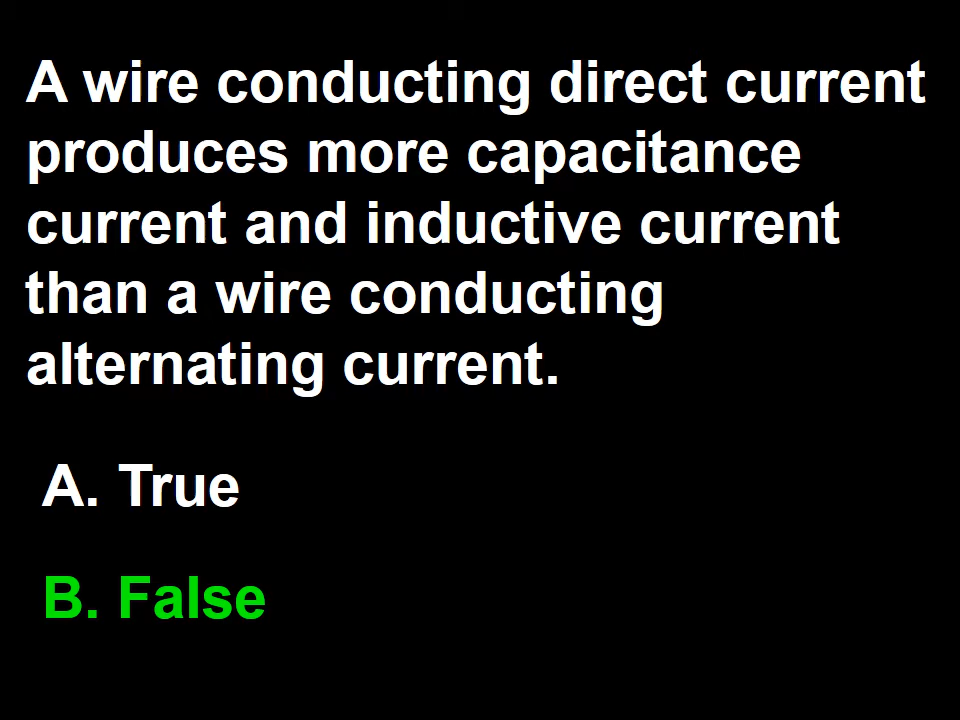 A wire conducting direct current
produces more capacitance
current and inductive current
than a wire conducting
alternating current.
A. True
B. False